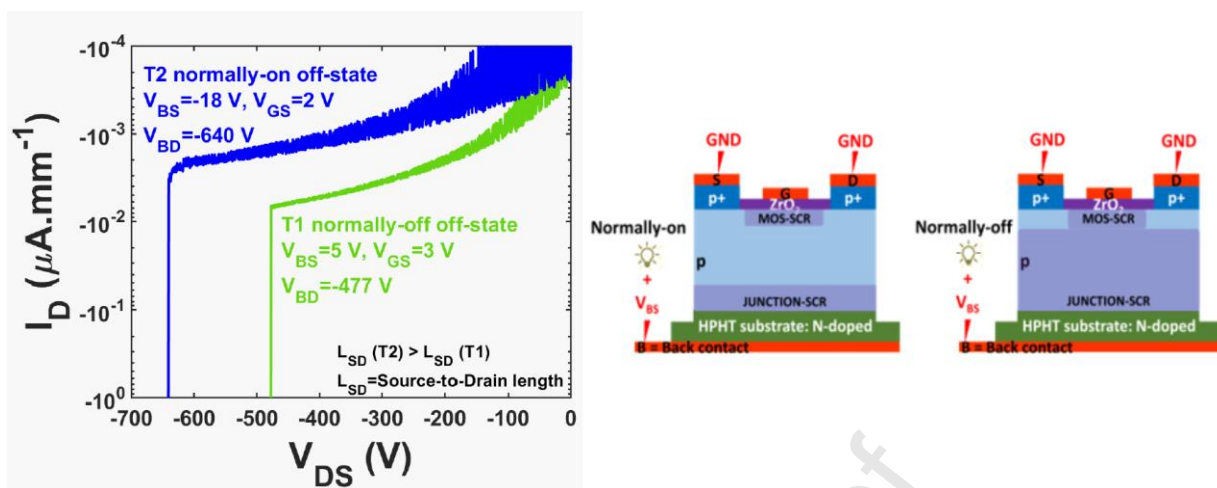 -10⁻⁴
-10⁻³
-10⁻²
-10⁻¹
-10⁰
I_D (μA.mm⁻¹)
T2 normally-on off-state
V_BS=-18 V, V_GS=2 V
V_BD=-640 V
T1 normally-off off-state
V_BS=5 V, V_GS=3 V
V_BD=-477 V
L_SD (T2) > L_SD (T1)
L_SD=Source-to-Drain length
-700 -600 -500 -400 -300 -200 -100 0
V_DS (V)
GND GND
S G D
p+ ZrO p+
MOS-SCR
Normally-on
p
+
V_BS
JUNCTION-SCR
HPHT substrate: N-doped
B = Back contact
GND GND
S G D
p+ ZrO p+
MOS-SCR
Normally-off
p
+
V_BS
JUNCTION-SCR
HPHT substrate: N-doped
B = Back contact